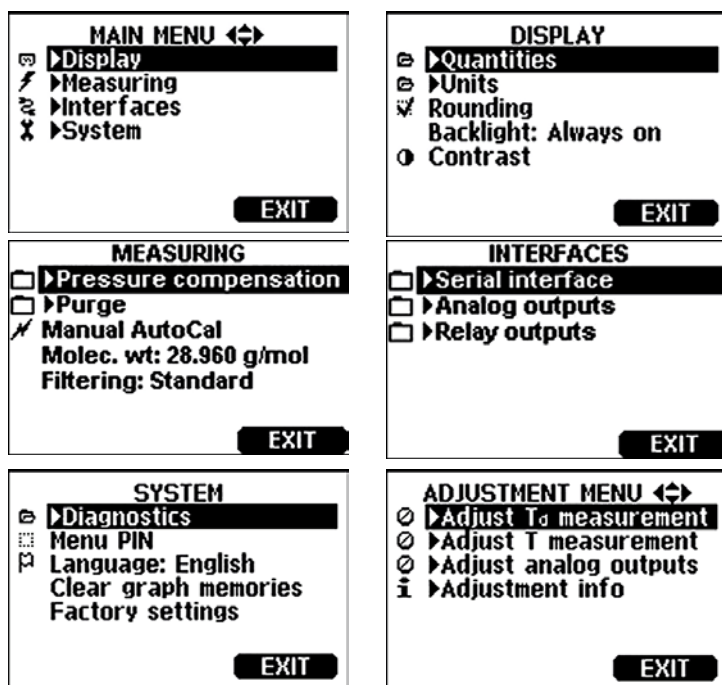 MAIN MENU
Display
Measuring
Interfaces
System
EXIT
DISPLAY
Quantities
Units
Rounding
Backlight: Always on
Contrast
EXIT
MEASURING
Pressure compensation
Purge
Manual AutoCal
Molec. wt: 28.960 g/mol
Filtering: Standard
EXIT
INTERFACES
Serial interface
Analog outputs
Relay outputs
EXIT
SYSTEM
Diagnostics
Menu PIN
Language: English
Clear graph memories
Factory settings
EXIT
ADJUSTMENT MENU
Adjust Td measurement
Adjust T measurement
Adjust analog outputs
Adjustment info
EXIT